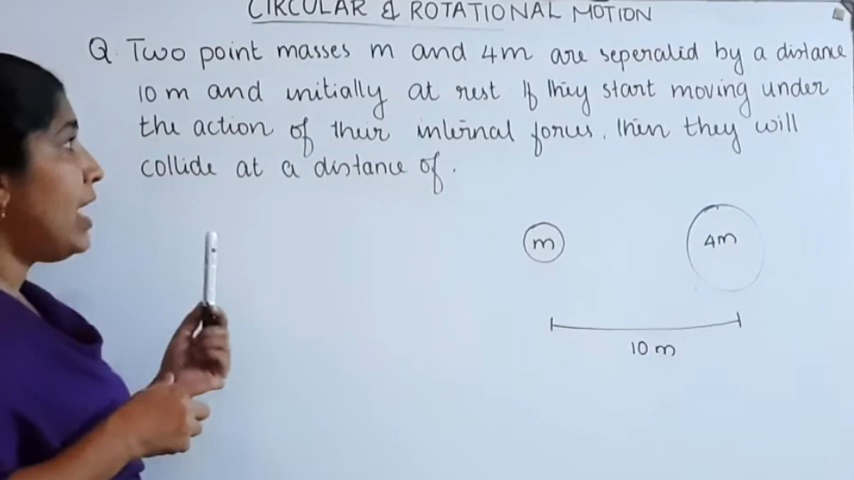 CIRCULAR & ROTATIONAL MOTION
Q. Two point masses m and 4m are seperated by a distance
10 m and initially at rest If they start moving under
the action of their internal forces, then they will
collide at a distance of.
m
4m
10 m